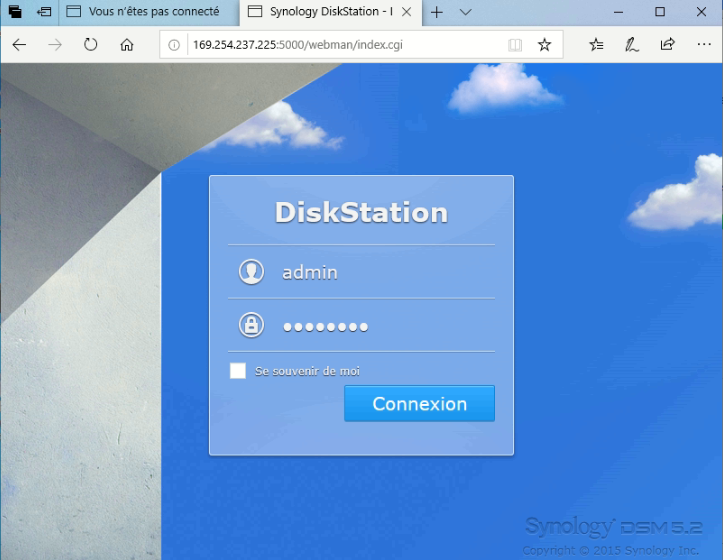 Vous n'êtes pas connecté
Synology DiskStation - I
169.254.237.225:5000/webman/index.cgi
DiskStation
admin
••••••••
Se souvenir de moi
Connexion
Synology DSM 5.2
Copyright © 2015 Synology Inc.